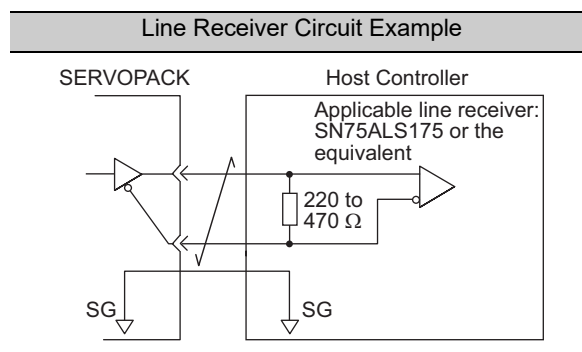 Line Receiver Circuit Example
SERVOPACK
Host Controller
Applicable line receiver:
SN75ALS175 or the
equivalent
220 to
470 Ω
SG
SG